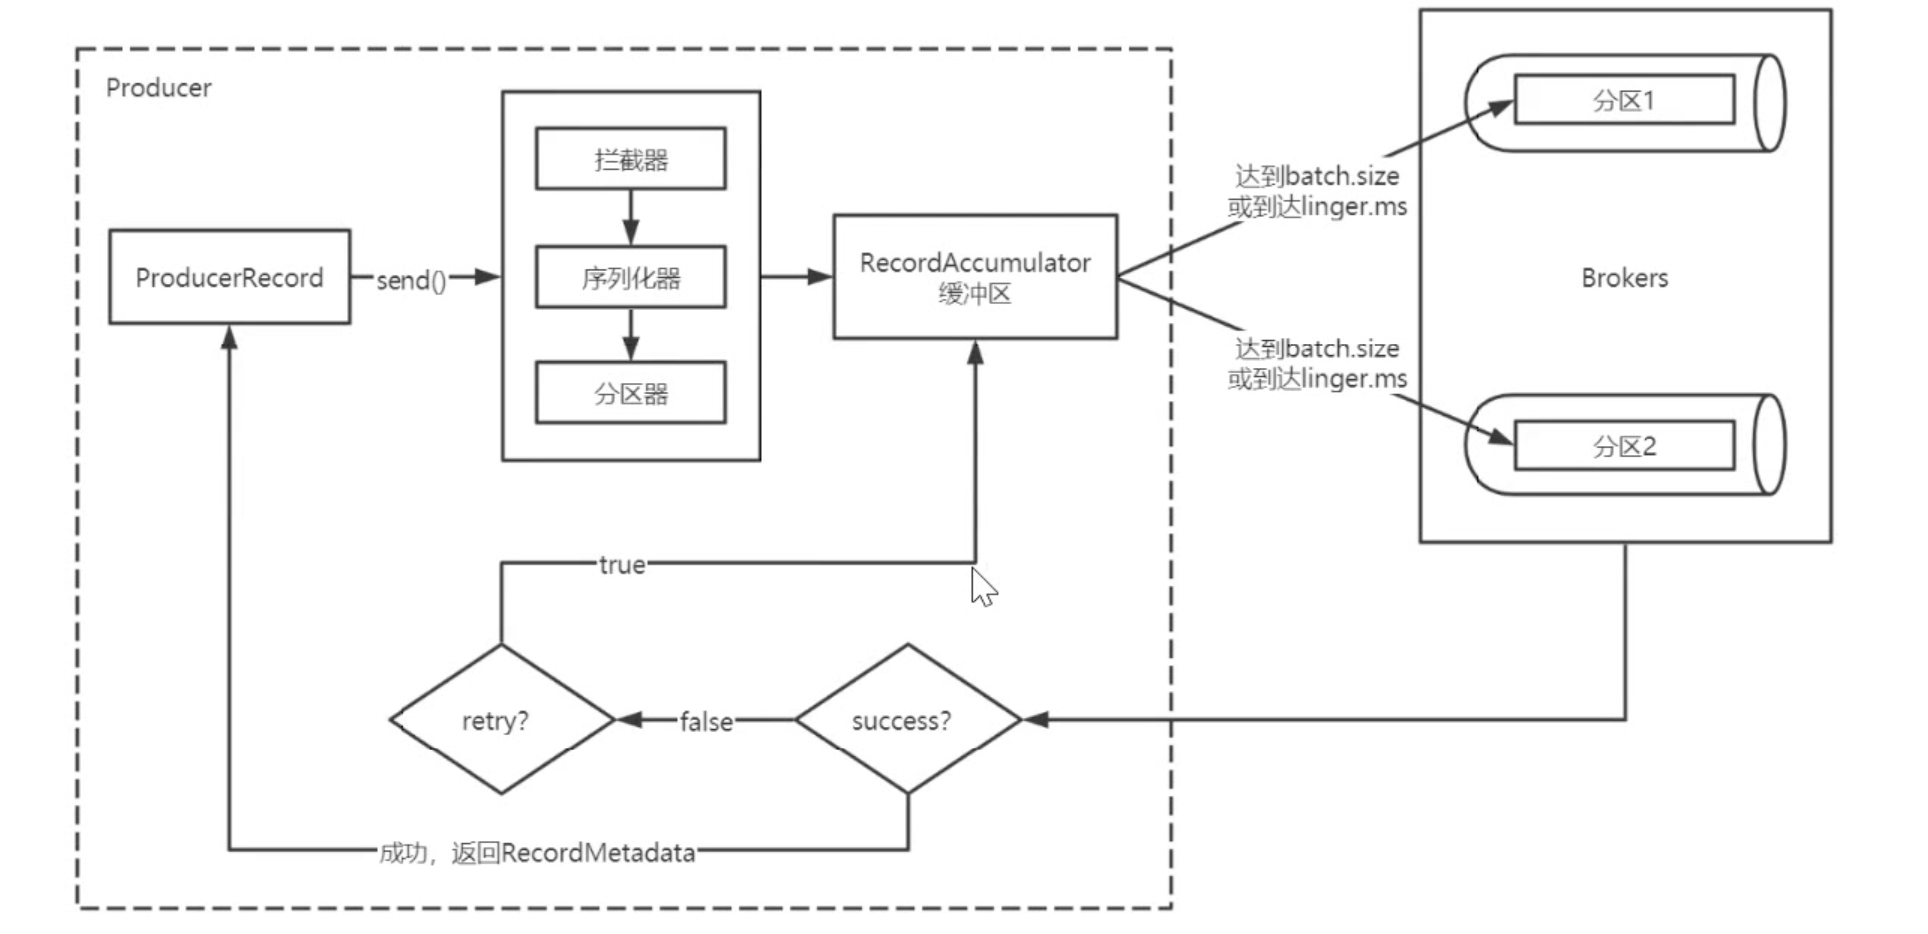 Producer
拦截器
ProducerRecord
send()
序列化器
分区器
RecordAccumulator
缓冲区
达到batch.size
或到达linger.ms
达到batch.size
或到达linger.ms
分区1
Brokers
分区2
true
retry?
false
success?
成功，返回RecordMetadata